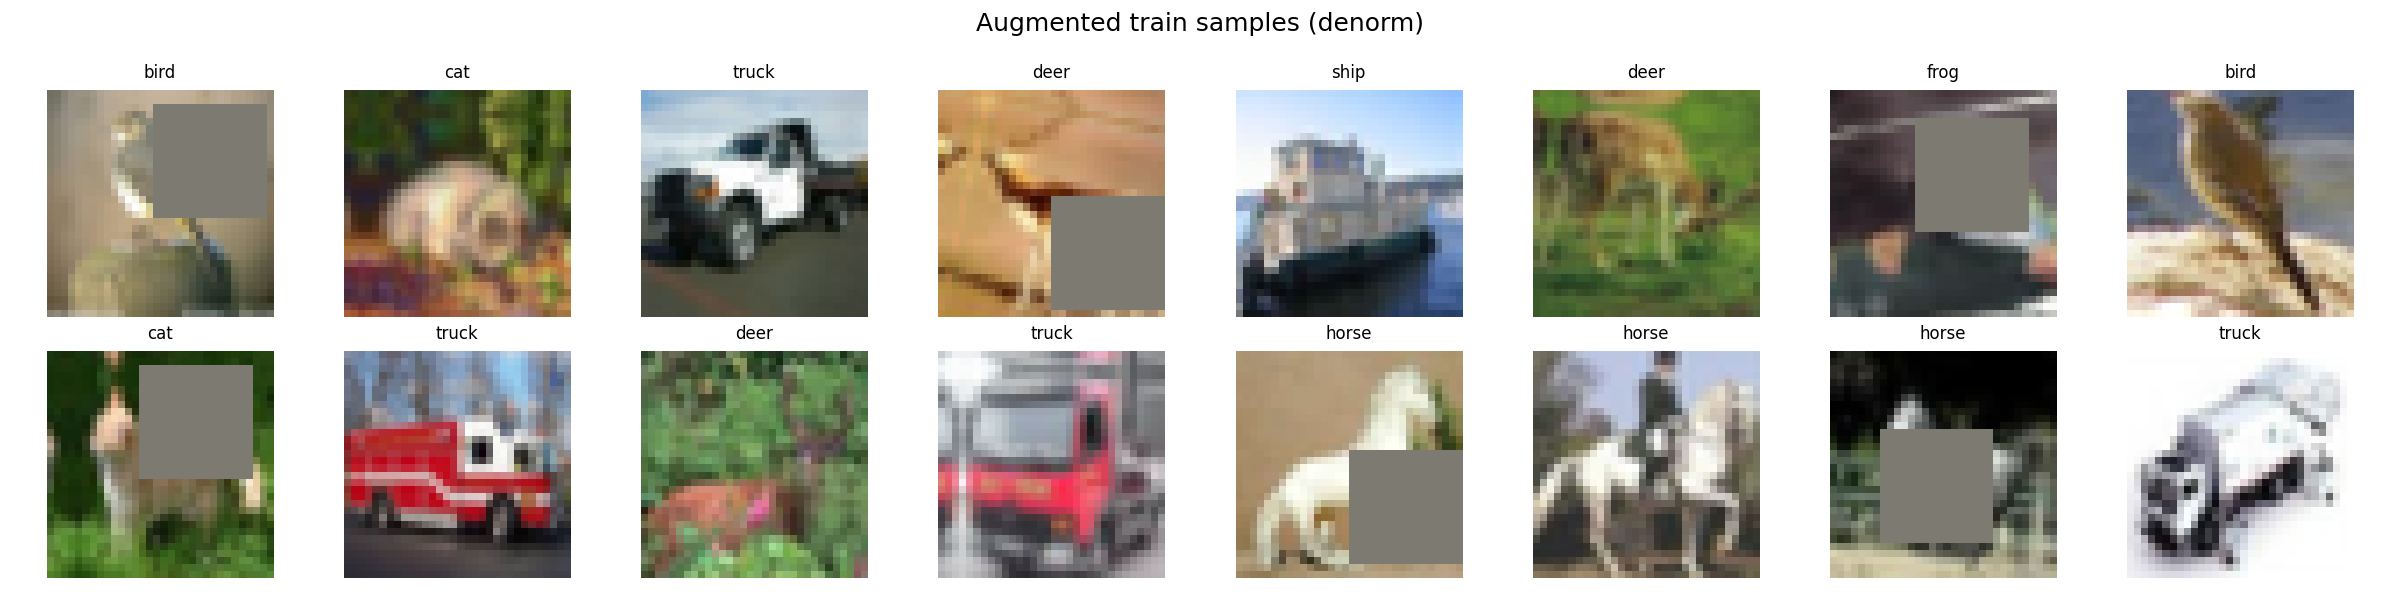 Augmented train samples (denorm)
bird cat truck deer ship deer frog bird
cat truck deer truck horse horse horse truck